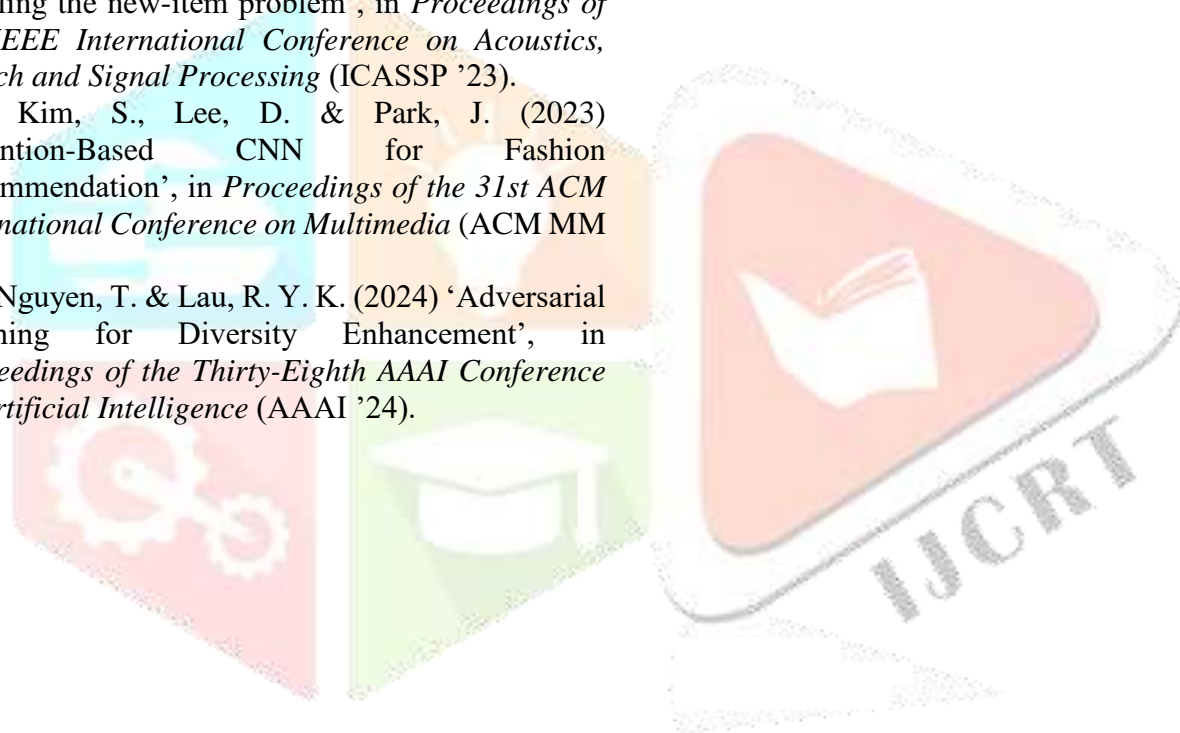 ling the new-item problem', in Proceedings of
IEEE International Conference on Acoustics,
ch and Signal Processing (ICASSP '23).
Kim, S., Lee, D. & Park, J. (2023)
ntion-Based CNN for Fashion
mmendation', in Proceedings of the 31st ACM
national Conference on Multimedia (ACM MM
Nguyen, T. & Lau, R. Y. K. (2024) ‘Adversarial
ning for Diversity Enhancement’, in
eedings of the Thirty-Eighth AAAI Conference
rtificial Intelligence (AAAI ’24).
IJCRT